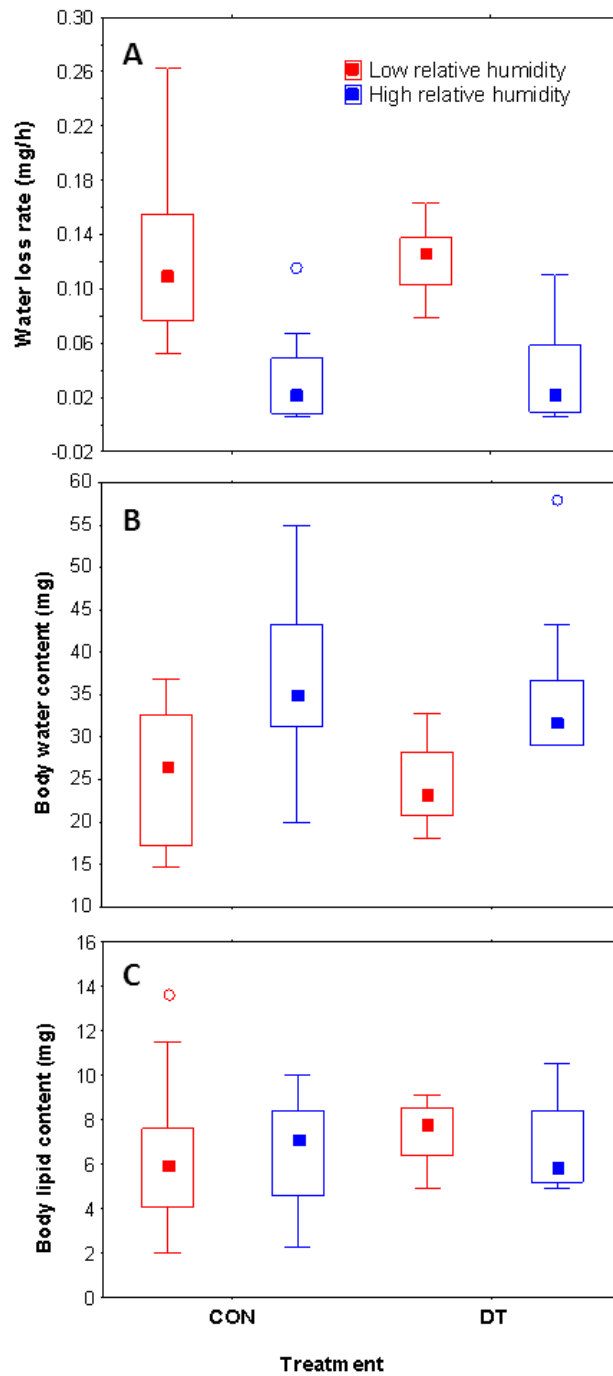 A
Low relative humidity
High relative humidity
Water loss rate (mg/h)
0.30
0.26
0.22
0.18
0.14
0.10
0.06
0.02
-0.02
B
Body water content (mg)
60
55
50
45
40
35
30
25
20
15
10
C
Body lipid content (mg)
16
14
12
10
8
6
4
2
0
CON DT
Treatment